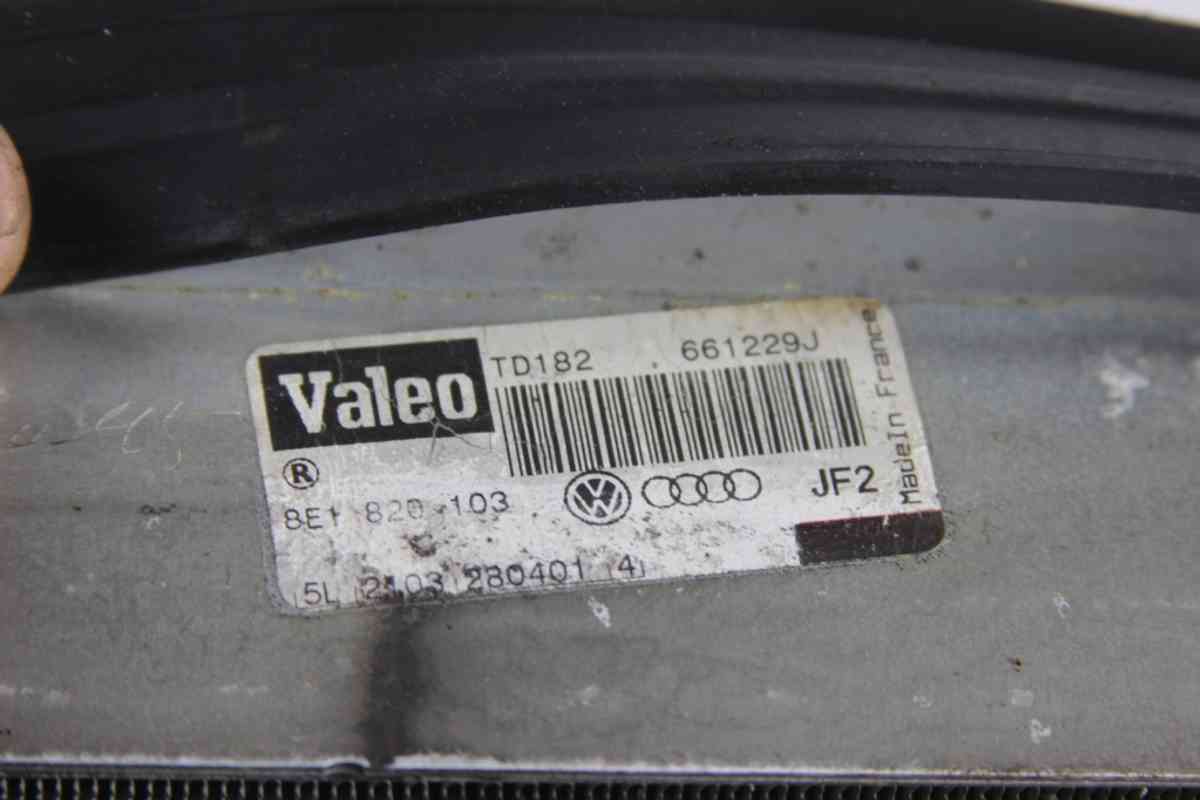 Valeo
TD182 . 661229J
Made In France
®
8E1 820 103
JF2
5L 2103 280401 4